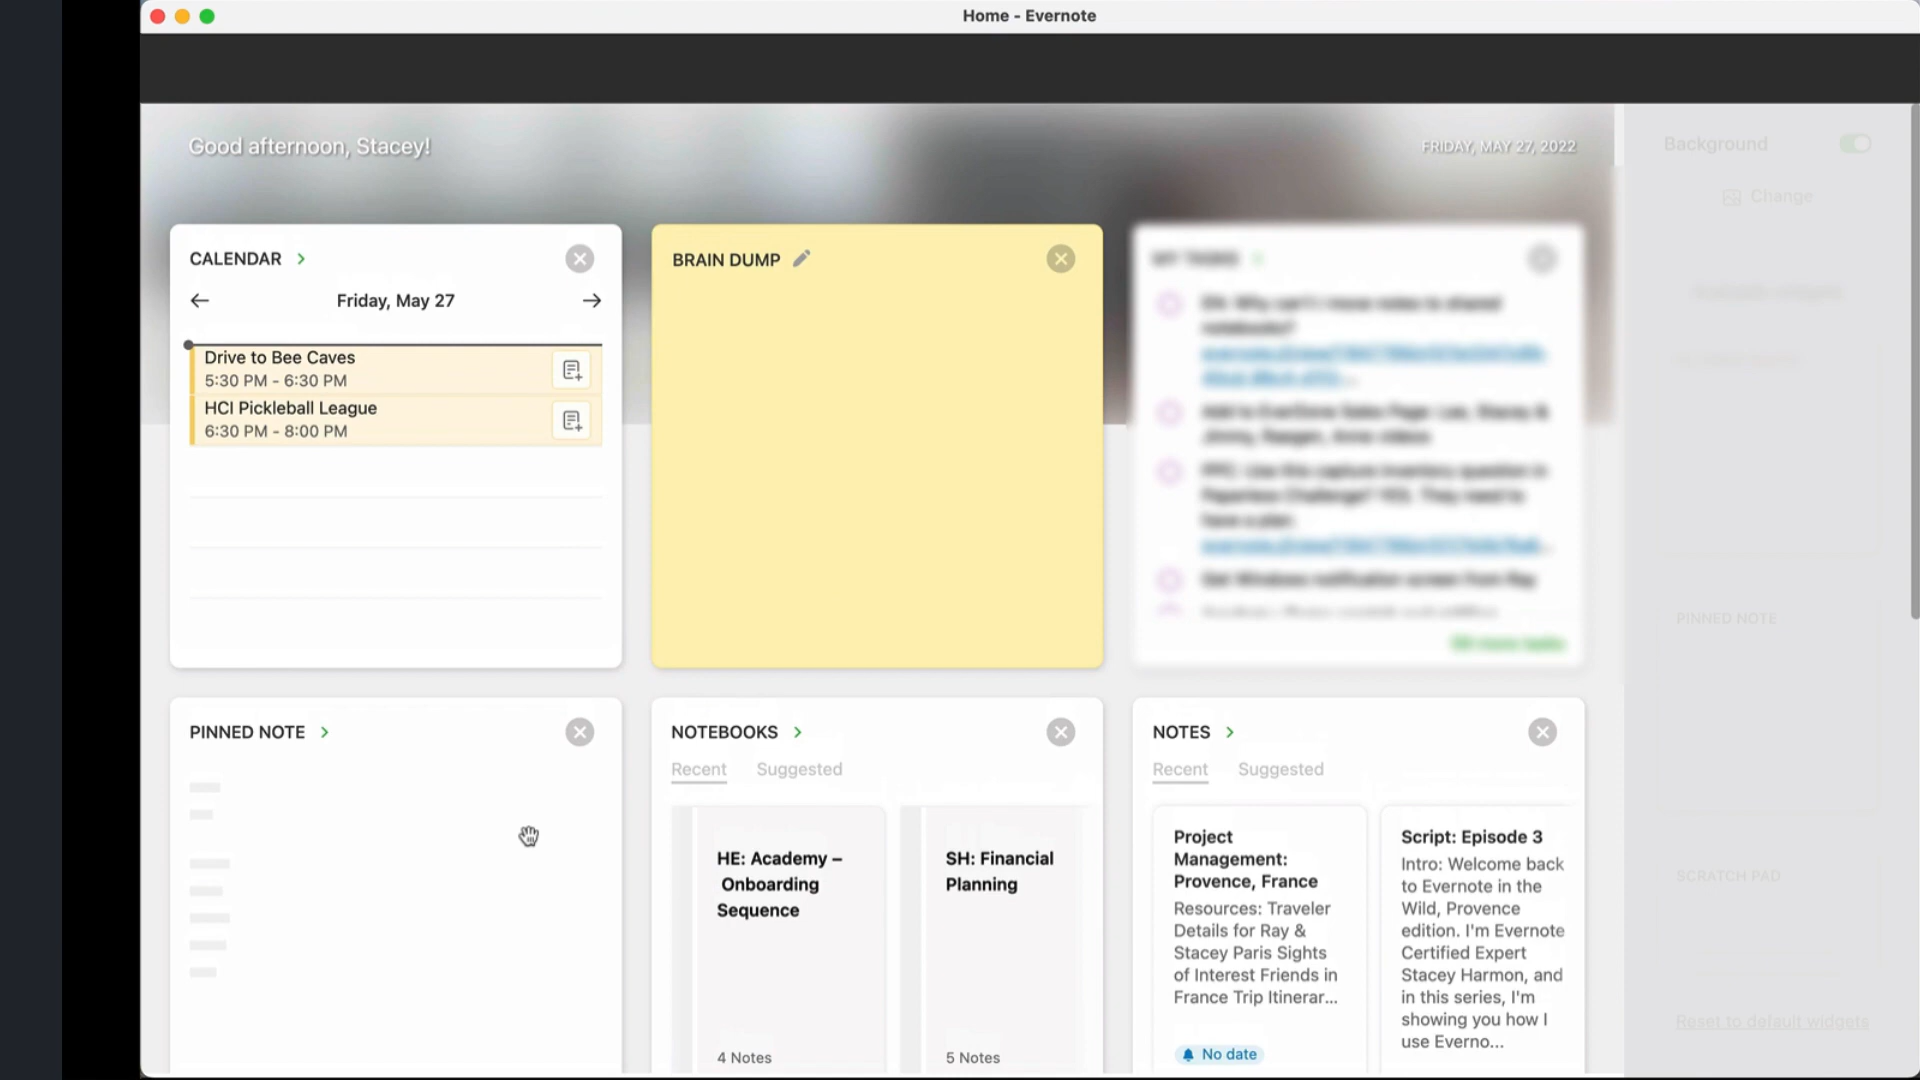 Home - Evernote
Good afternoon, Stacey!
FRIDAY, MAY 27, 2022
Background
Change
CALENDAR
Friday, May 27
Drive to Bee Caves
5:30 PM - 6:30 PM
HCI Pickleball League
6:30 PM - 8:00 PM
BRAIN DUMP
MY TASKS
PINNED NOTE
SCRATCH PAD
Reset to default widgets
PINNED NOTE
NOTEBOOKS
Recent Suggested
HE: Academy –
Onboarding
Sequence
4 Notes
SH: Financial
Planning
5 Notes
NOTES
Recent Suggested
Project
Management:
Provence, France
Resources: Traveler
Details for Ray &
Stacey Paris Sights
of Interest Friends in
France Trip Itinerar...
No date
Script: Episode 3
Intro: Welcome back
to Evernote in the
Wild, Provence
edition. I'm Evernote
Certified Expert
Stacey Harmon, and
in this series, I'm
showing you how I
use Everno...